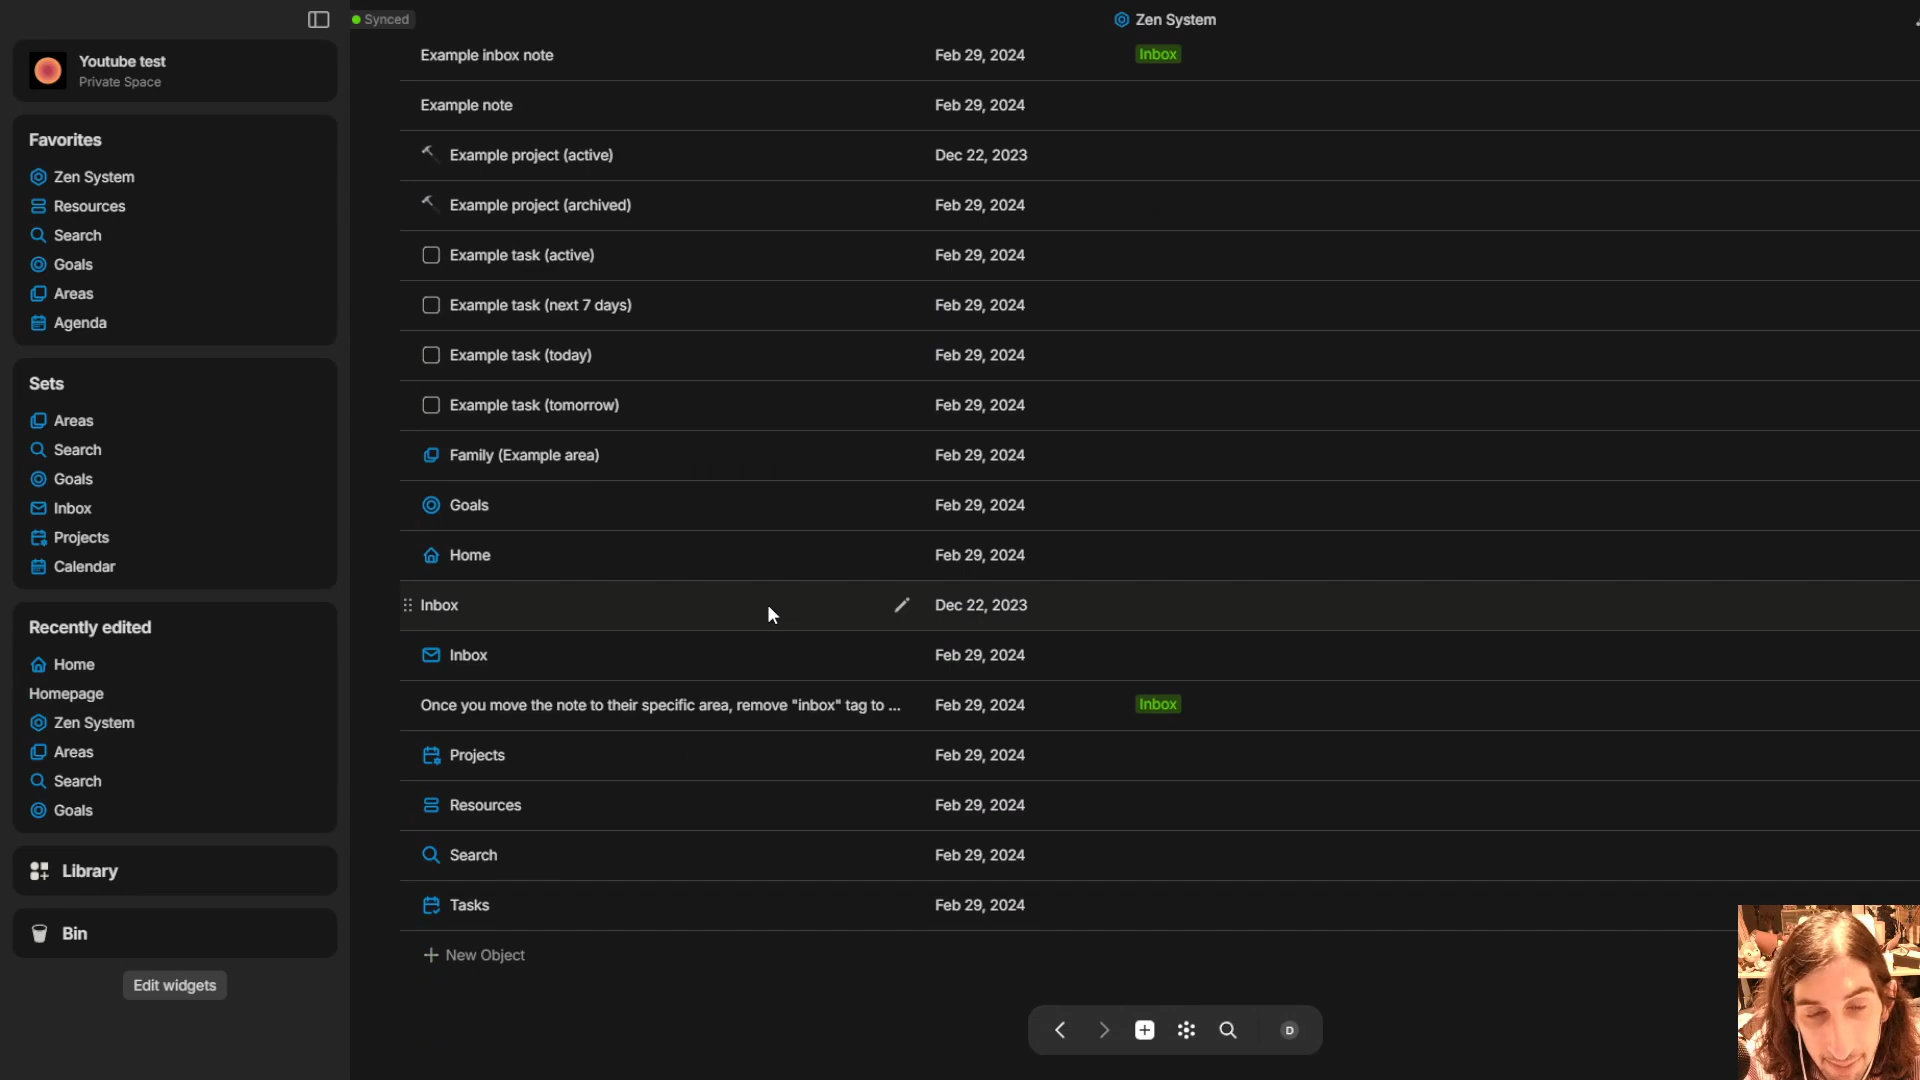 Synced
Zen System
Youtube test
Private Space
Favorites
Zen System
Resources
Search
Goals
Areas
Agenda
Sets
Areas
Search
Goals
Inbox
Projects
Calendar
Recently edited
Home
Homepage
Zen System
Areas
Search
Goals
Library
Bin
Edit widgets
Example inbox note Feb 29, 2024 Inbox
Example note Feb 29, 2024
Example project (active) Dec 22, 2023
Example project (archived) Feb 29, 2024
Example task (active) Feb 29, 2024
Example task (next 7 days) Feb 29, 2024
Example task (today) Feb 29, 2024
Example task (tomorrow) Feb 29, 2024
Family (Example area) Feb 29, 2024
Goals Feb 29, 2024
Home Feb 29, 2024
Inbox Dec 22, 2023
Inbox Feb 29, 2024
Once you move the note to their specific area, remove "inbox" tag to ... Feb 29, 2024 Inbox
Projects Feb 29, 2024
Resources Feb 29, 2024
Search Feb 29, 2024
Tasks Feb 29, 2024
New Object
D